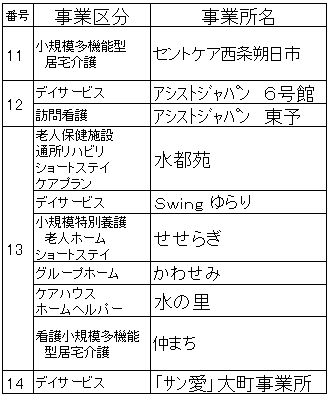 番号 事業区分 事業所名
11 小規模多機能型
居宅介護 セントケア西条朔日市
12 デイサービス アシストジャパン 6号館
訪問看護 アシストジャパン 東予
13 老人保健施設
通所リハビリ
ショートステイ
ケアプラン 水都苑
デイサービス Swing ゆらり
小規模特別養護
老人ホーム
ショートステイ せせらぎ
グループホーム かわせみ
ケアハウス
ホームヘルパー 水の里
看護小規模多機能
型居宅介護 仲まち
14 デイサービス 「サン愛」大町事業所